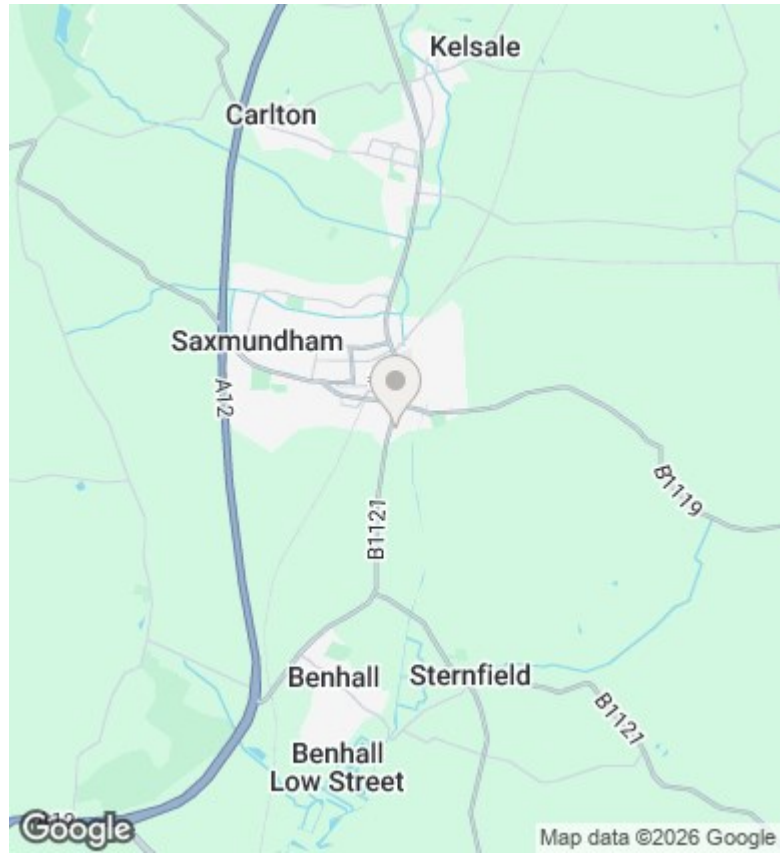 Kelsale
Carlton
Saxmundham
A12
B1119
B1121
Benhall
Sternfield
B1121
Benhall
Low Street
Google
Map data ©2026 Google